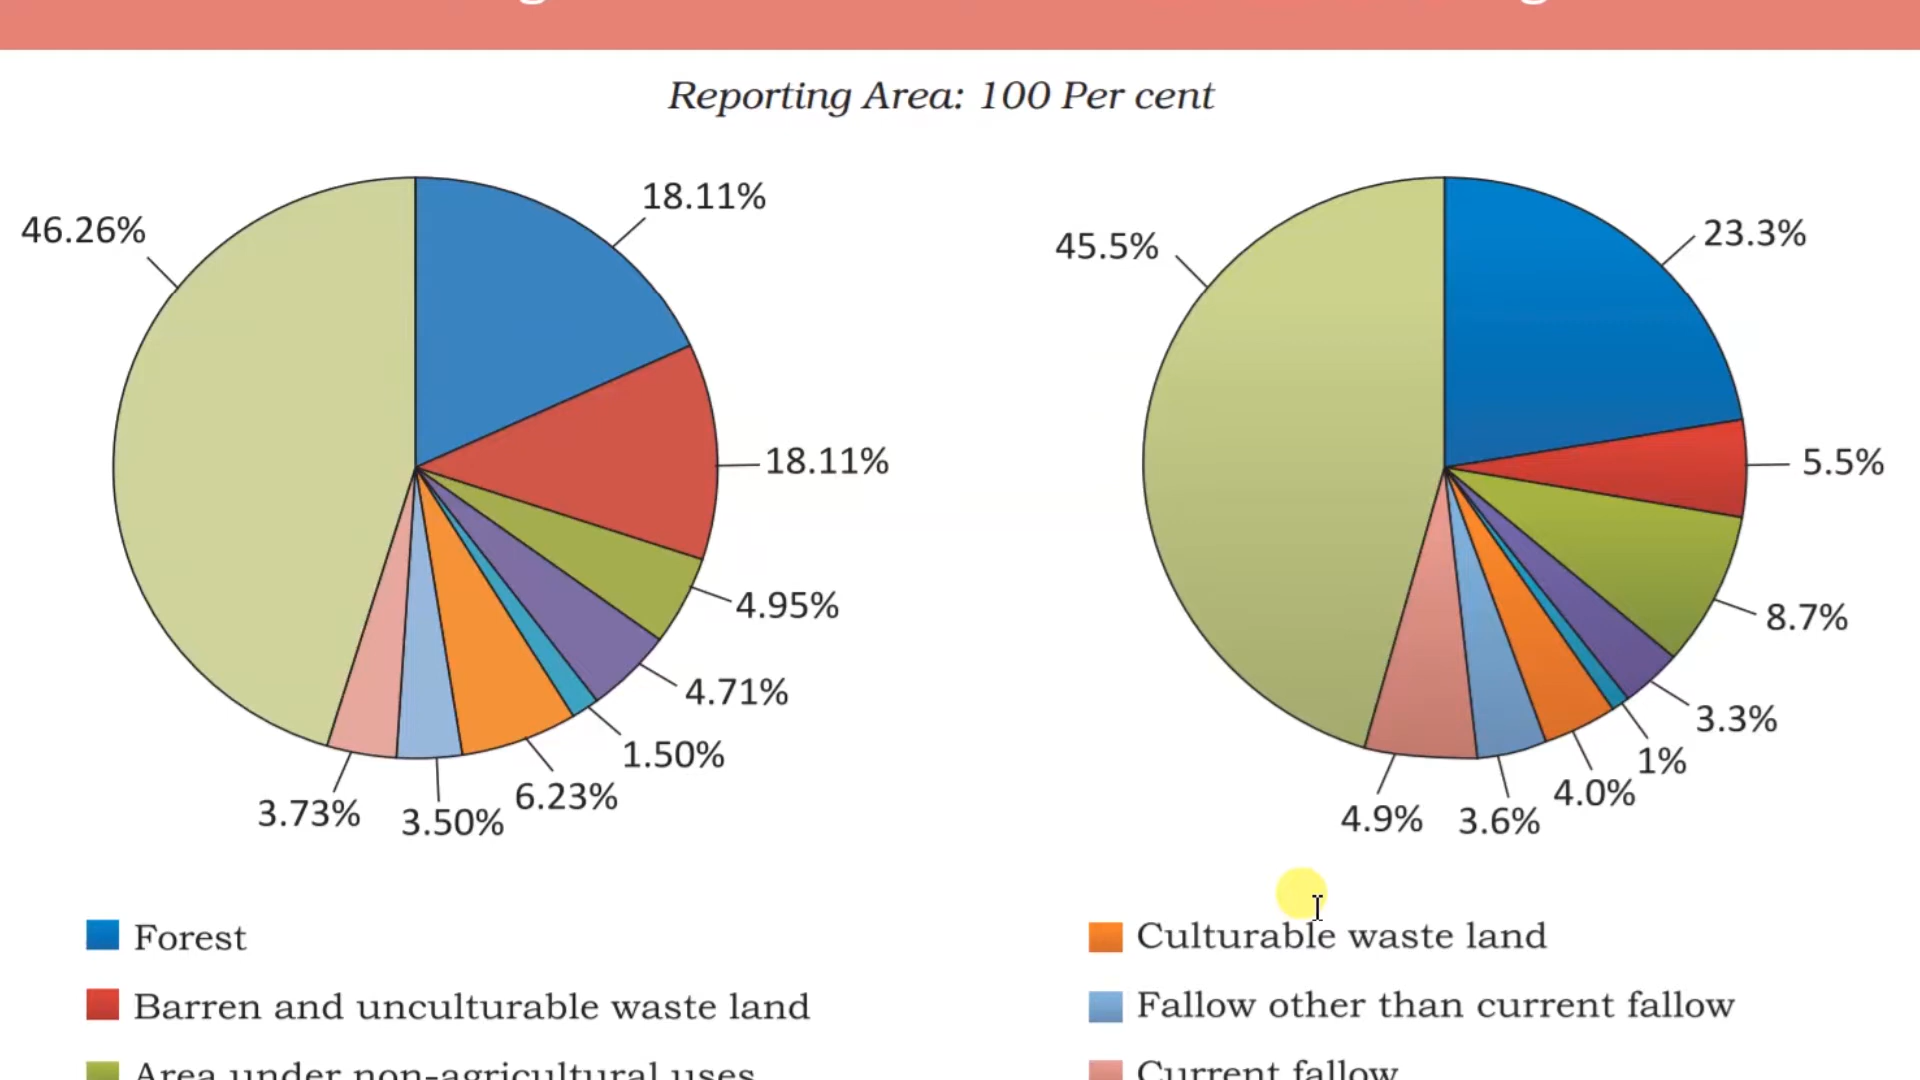 Reporting Area: 100 Per cent
46.26%
18.11%
18.11%
4.95%
4.71%
1.50%
6.23%
3.50%
3.73%
45.5%
23.3%
5.5%
8.7%
3.3%
1%
4.0%
3.6%
4.9%
Forest
Barren and unculturable waste land
Area under non-agricultural uses
Culturable waste land
Fallow other than current fallow
Current fallow